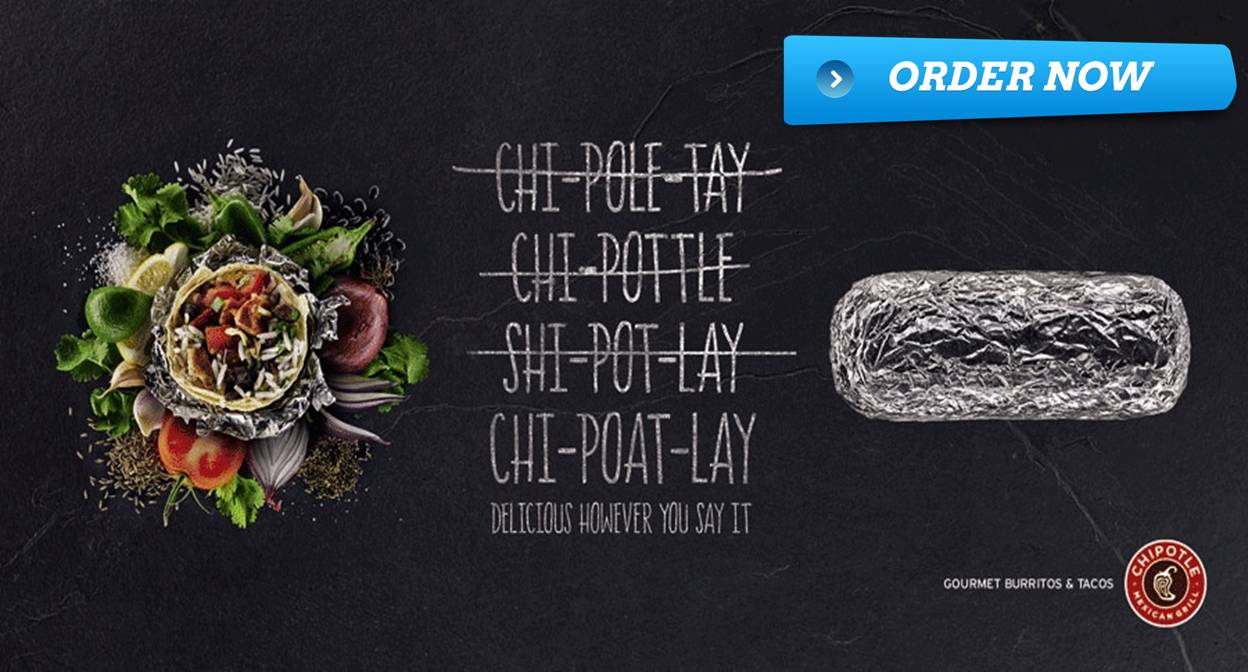 ORDER NOW
CHI-POLE-TAY
CHI-POTTLE
SHI-POT-LAY
CHI-POAT-LAY
DELICIOUS HOWEVER YOU SAY IT
GOURMET BURRITOS & TACOS
CHIPOTLE
MEXICAN GRILL